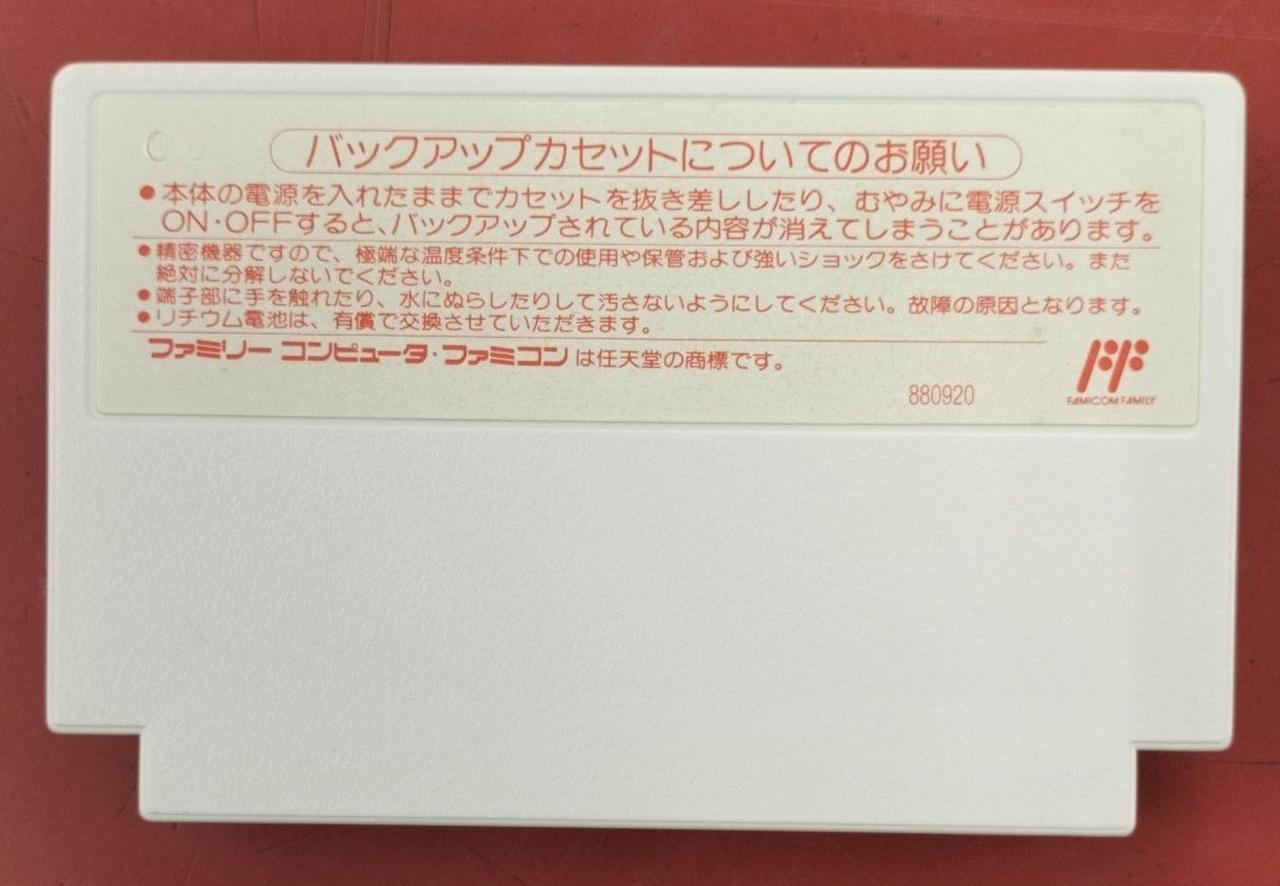 バックアップカセットについてのお願い
●本体の電源を入れたままでカセットを抜き差ししたり、むやみに電源スイッチを
ON・OFFすると、バックアップされている内容が消えてしまうことがあります。
●精密機器ですので、極端な温度条件下での使用や保管および強いショックをさけてください。また
絶対に分解しないでください。
●端子部に手を触れたり、水にぬらしたりして汚さないようにしてください。故障の原因となります。
●リチウム電池は、有償で交換させていただきます。
ファミリー コンピュータ・ファミコン は任天堂の商標です。
880920
FAMICOM FAMILY